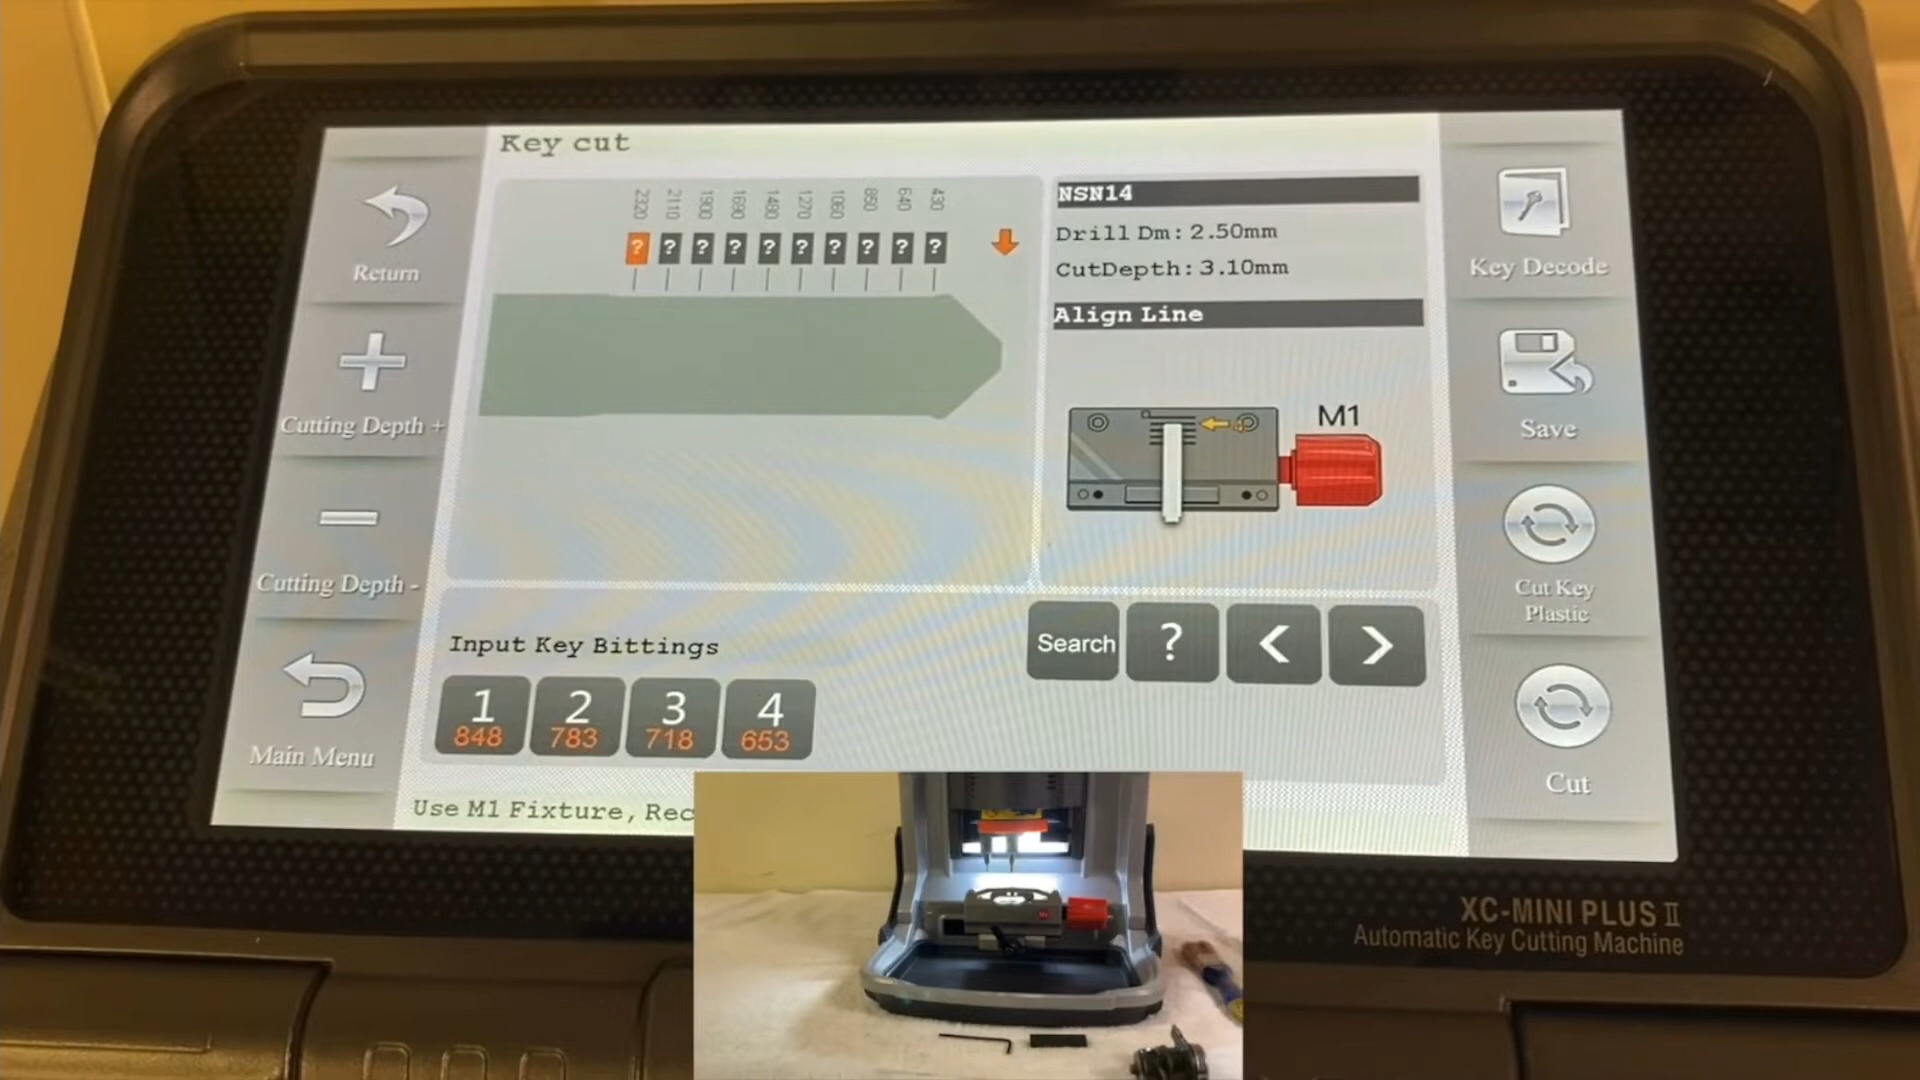 Key cut
Return
Cutting Depth +
Cutting Depth -
Main Menu
2320 2110 1900 1690 1480 1270 1060 850 640 430
? ? ? ? ? ? ? ? ? ?
NSN14
Drill Dm: 2.50mm
CutDepth: 3.10mm
Align Line
M1
Input Key Bittings
1 2 3 4
848 783 718 653
Search ? < >
Use M1 Fixture, Rec
Key Decode
Save
Cut Key
Plastic
Cut
XC-MINI PLUS II
Automatic Key Cutting Machine